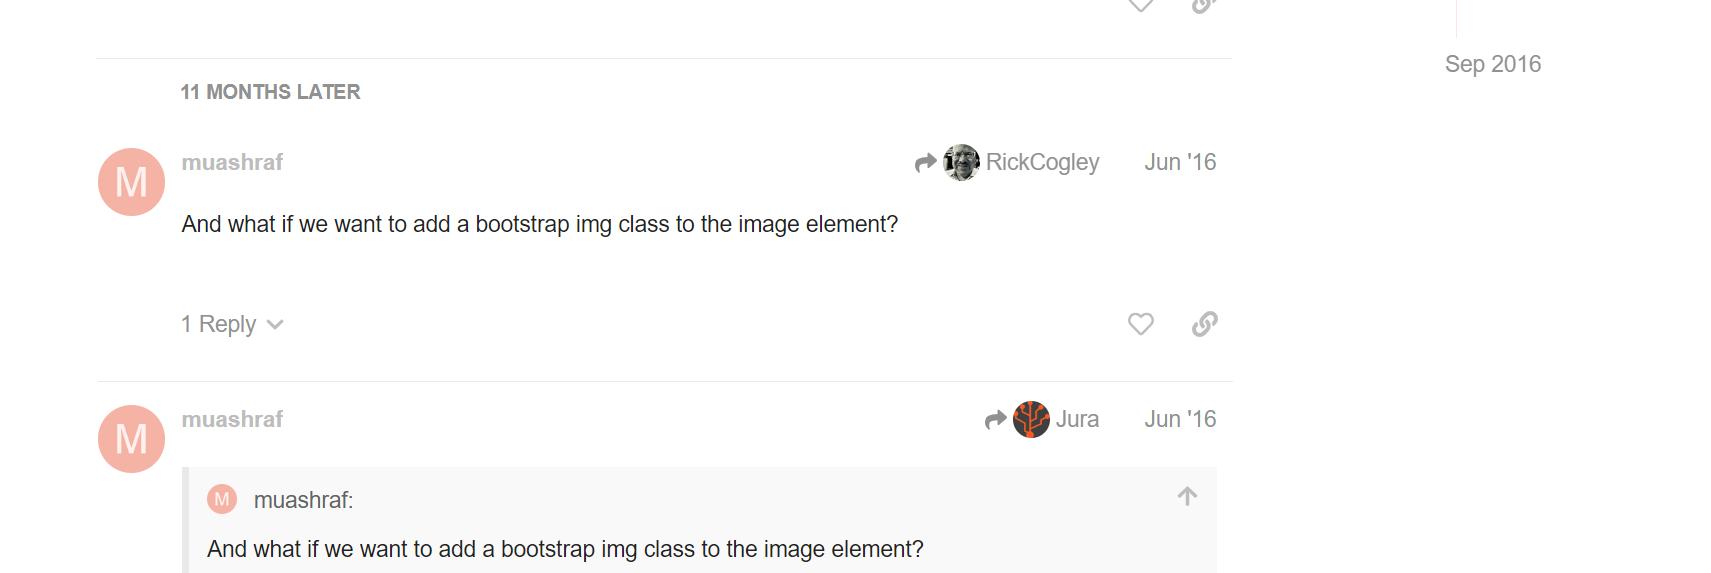 Sep 2016
11 MONTHS LATER
M
muashraf
RickCogley
Jun '16
And what if we want to add a bootstrap img class to the image element?
1 Reply
M
muashraf
Jura
Jun '16
M
muashraf:
And what if we want to add a bootstrap img class to the image element?